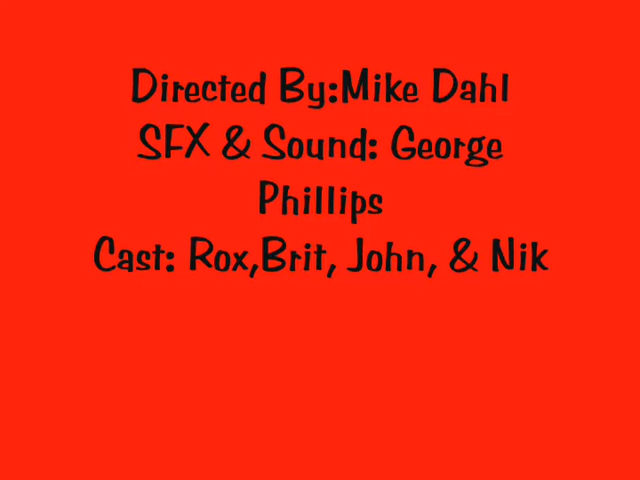 Directed By:Mike Dahl
SFX & Sound: George
Phillips
Cast: Rox,Brit, John, & Nik